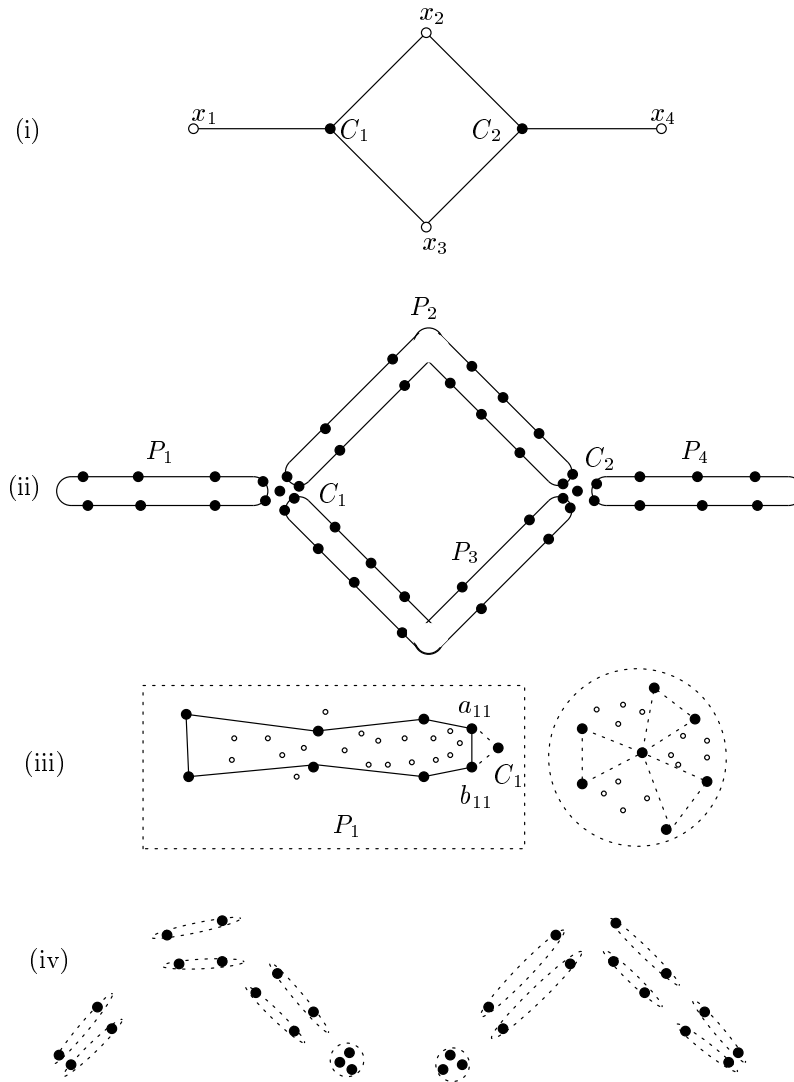 x₂
(i)
x₁
C₁
C₂
x₄
x₃
P₂
(ii)
P₁
C₁
C₂
P₄
P₃
(iii)
a₁₁
C₁
b₁₁
P₁
(iv)